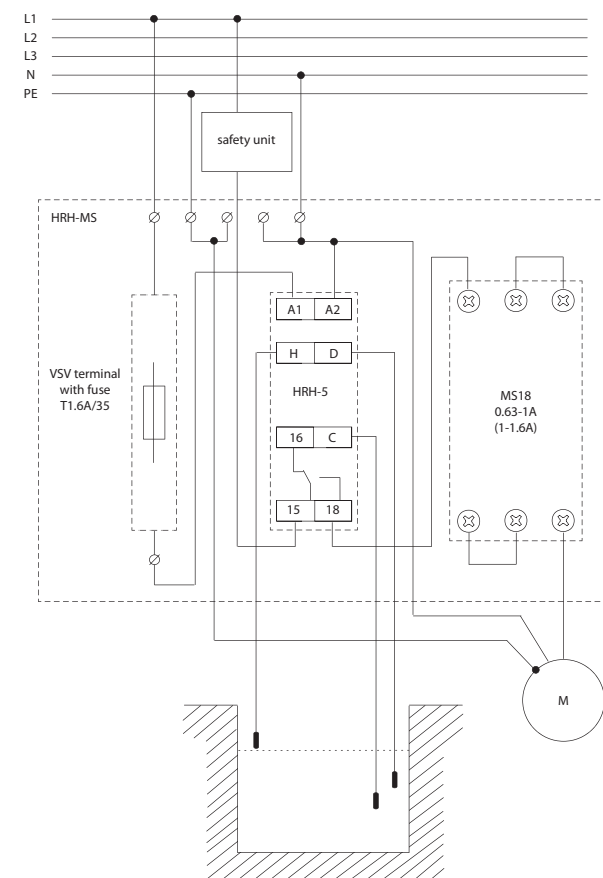 L1
L2
L3
N
PE
safety unit
HRH-MS
A1 A2
H D
VSV terminal
with fuse
T1.6A/35
HRH-5
MS18
0.63-1A
(1-1.6A)
16 C
15 18
M